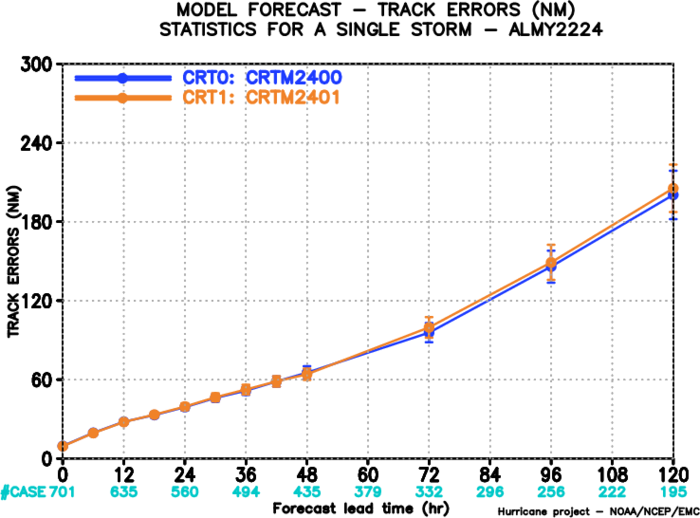 MODEL FORECAST – TRACK ERRORS (NM)
STATISTICS FOR A SINGLE STORM – ALMY2224
CRT0: CRTM2400
CRT1: CRTM2401
TRACK ERRORS (NM)
300
240
180
120
60
0
0 12 24 36 48 60 72 84 96 108 120
#CASE 701 635 560 494 435 379 332 296 256 222 195
Forecast lead time (hr)
Hurricane project – NOAA/NCEP/EMC